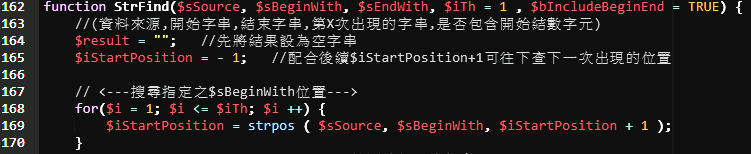 162 function StrFind($sSource, $sBeginWith, $sEndWith, $iTh = 1 , $bIncludeBeginEnd = TRUE) {
163 //(資料來源,開始字串,結束字串,第X次出現的字串,是否包含開始結數字元)
164 $result = ""; //先將結果設為空字串
165 $iStartPosition = - 1; //配合後續$iStartPosition+1可往下查下一次出現的位置
166
167 // <---搜尋指定之$sBeginWith位置--->
168 for($i = 1; $i <= $iTh; $i ++) {
169 $iStartPosition = strpos ( $sSource, $sBeginWith, $iStartPosition + 1 );
170 }